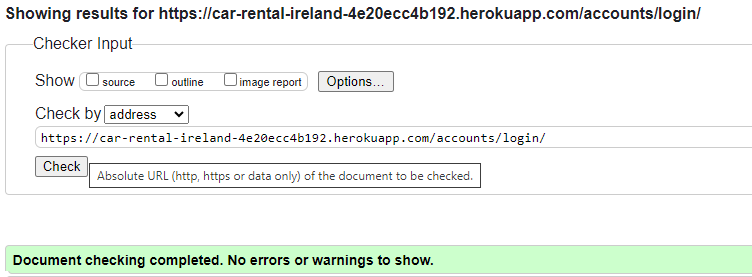 Showing results for https://car-rental-ireland-4e20ecc4b192.herokuapp.com/accounts/login/
Checker Input
Show source outline image report Options...
Check by address
https://car-rental-ireland-4e20ecc4b192.herokuapp.com/accounts/login/
Check
Absolute URL (http, https or data only) of the document to be checked.
Document checking completed. No errors or warnings to show.